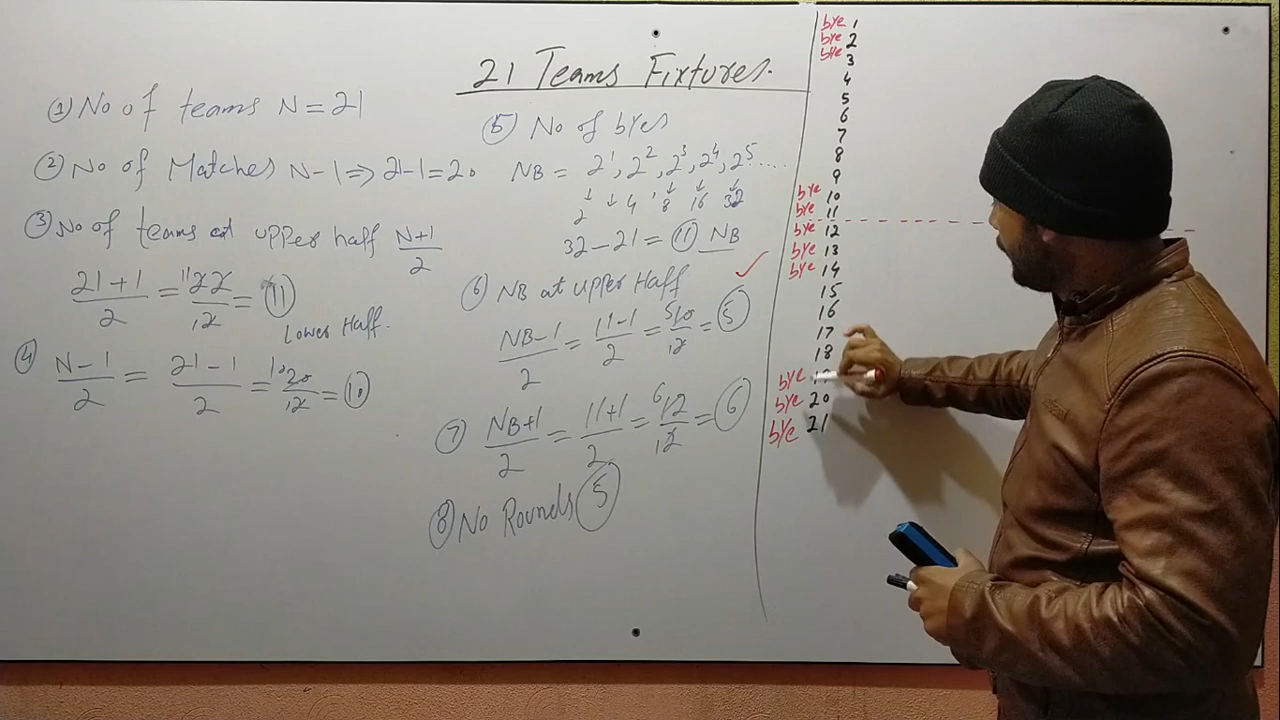 21 Teams Fixtures.
① No of teams N = 21
② No of Matches N-1 ⇒ 21-1 = 20
③ No of teams at upper half N+1/2
21+1/2 = 22/2 = ⑪
Lower Half.
④ N-1/2 = 21-1/2 = 20/2 = ⑩
⑤ No of byes
NB = 2¹, 2², 2³, 2⁴, 2⁵.....
↓ ↓ ↓ ↓ ↓
2 4 8 16 32
32-21 = ⑪ NB
⑥ NB at upper Half ✓
NB-1/2 = 11-1/2 = 10/2 = ⑤
⑦ NB+1/2 = 11+1/2 = 12/2 = ⑥
⑧ No Rounds ⑤
bye 1
bye 2
bye 3
4
5
6
7
8
9
bye 10
bye 11
bye 12
bye 13
bye 14
15
16
17
18
bye
bye 20
bye 21